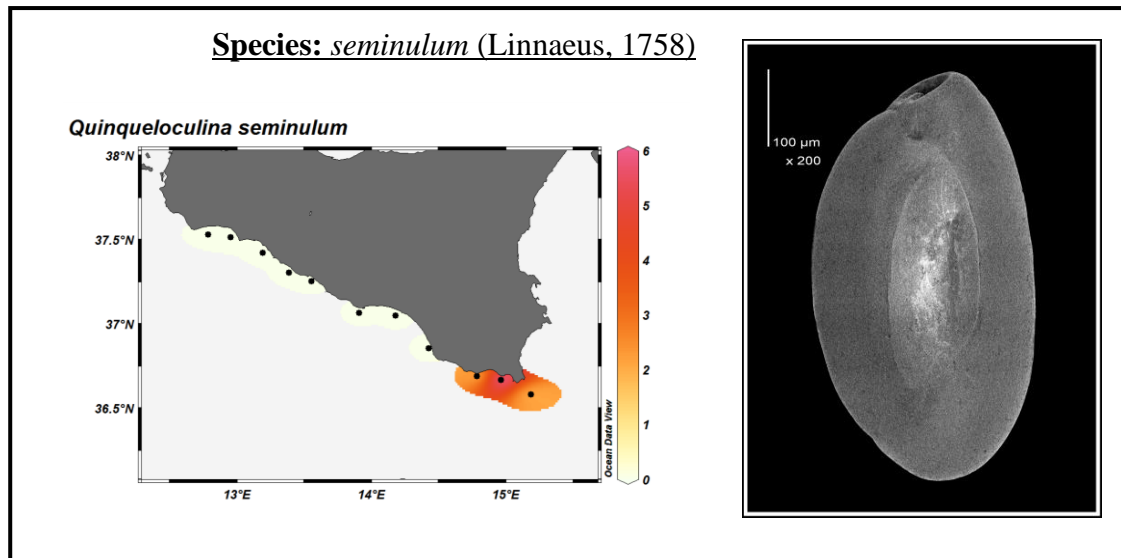 Species: seminulum (Linnaeus, 1758)
Quinqueloculina seminulum
38°N
37.5°N
37°N
36.5°N
13°E
14°E
15°E
6
5
4
3
2
1
0
Ocean Data View
100 µm
x 200